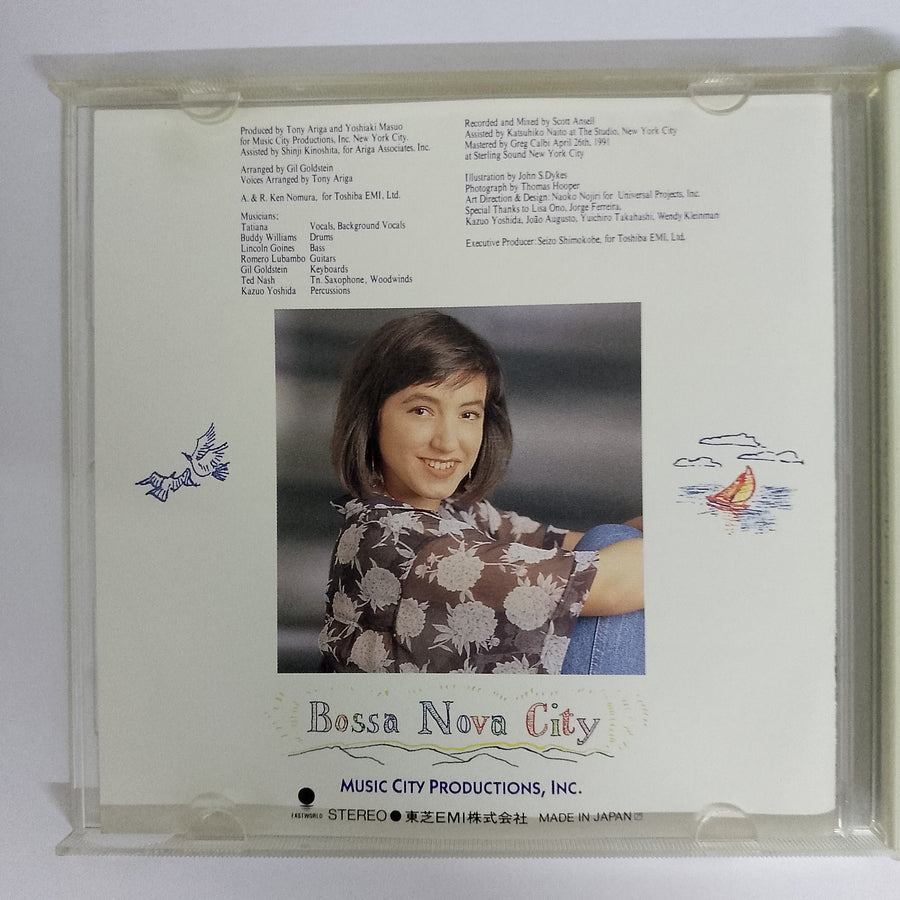 Produced by Tony Ariga and Yoshiaki Masuo
for Music City Productions, Inc. New York City.
Assisted by Shinji Kinoshita, for Ariga Associates, Inc.
Arranged by Gil Goldstein
Voices Arranged by Tony Ariga
A. & R. Ken Nomura, for Toshiba EMI, Ltd.
Musicians;
Tatiana Vocals, Background Vocals
Buddy Williams Drums
Lincoln Goines Bass
Romero Lubambo Guitars
Gil Goldstein Keyboards
Ted Nash Tn. Saxophone, Woodwinds
Kazuo Yoshida Percussions
Recorded and Mixed by Scott Ansell
Assisted by Katsuhiko Naito at The Studio, New York City
Mastered by Greg Calbi April 26th, 1991
at Sterling Sound New York City
Illustration by John S.Dykes
Photograph by Thomas Hooper
Art Direction & Design: Naoko Nojiri for Universal Projects, Inc.
Special Thanks to Lisa Ono, Jorge Ferreira,
Kazuo Yoshida, João Augusto, Yuichiro Takahashi, Wendy Kleinman
Executive Producer: Seizo Shimokobe, for Toshiba EMI, Ltd.
Bossa Nova City
MUSIC CITY PRODUCTIONS, INC.
EASTWORLD STEREO●東芝EMI株式会社 MADE IN JAPAN